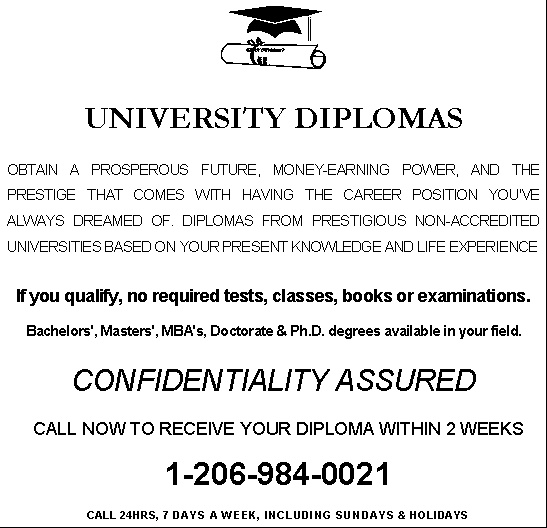 UNIVERSITY DIPLOMAS
OBTAIN A PROSPEROUS FUTURE, MONEY-EARNING POWER, AND THE
PRESTIGE THAT COMES WITH HAVING THE CAREER POSITION YOU'VE
ALWAYS DREAMED OF. DIPLOMAS FROM PRESTIGIOUS NON-ACCREDITED
UNIVERSITIES BASED ON YOUR PRESENT KNOWLEDGE AND LIFE EXPERIENCE
If you qualify, no required tests, classes, books or examinations.
Bachelors', Masters', MBA's, Doctorate & Ph.D. degrees available in your field.
CONFIDENTIALITY ASSURED
CALL NOW TO RECEIVE YOUR DIPLOMA WITHIN 2 WEEKS
1-206-984-0021
CALL 24HRS, 7 DAYS A WEEK, INCLUDING SUNDAYS & HOLIDAYS